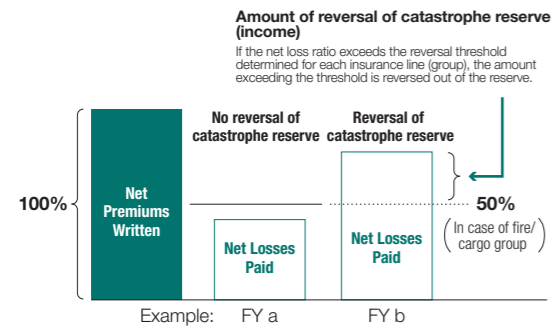 Amount of reversal of catastrophe reserve
(income)
If the net loss ratio exceeds the reversal threshold
determined for each insurance line (group), the amount
exceeding the threshold is reversed out of the reserve.
No reversal of
catastrophe reserve
Reversal of
catastrophe reserve
100%
Net
Premiums
Written
Net Losses
Paid
Net Losses
Paid
50%
(In case of fire/
cargo group)
Example: FY a FY b